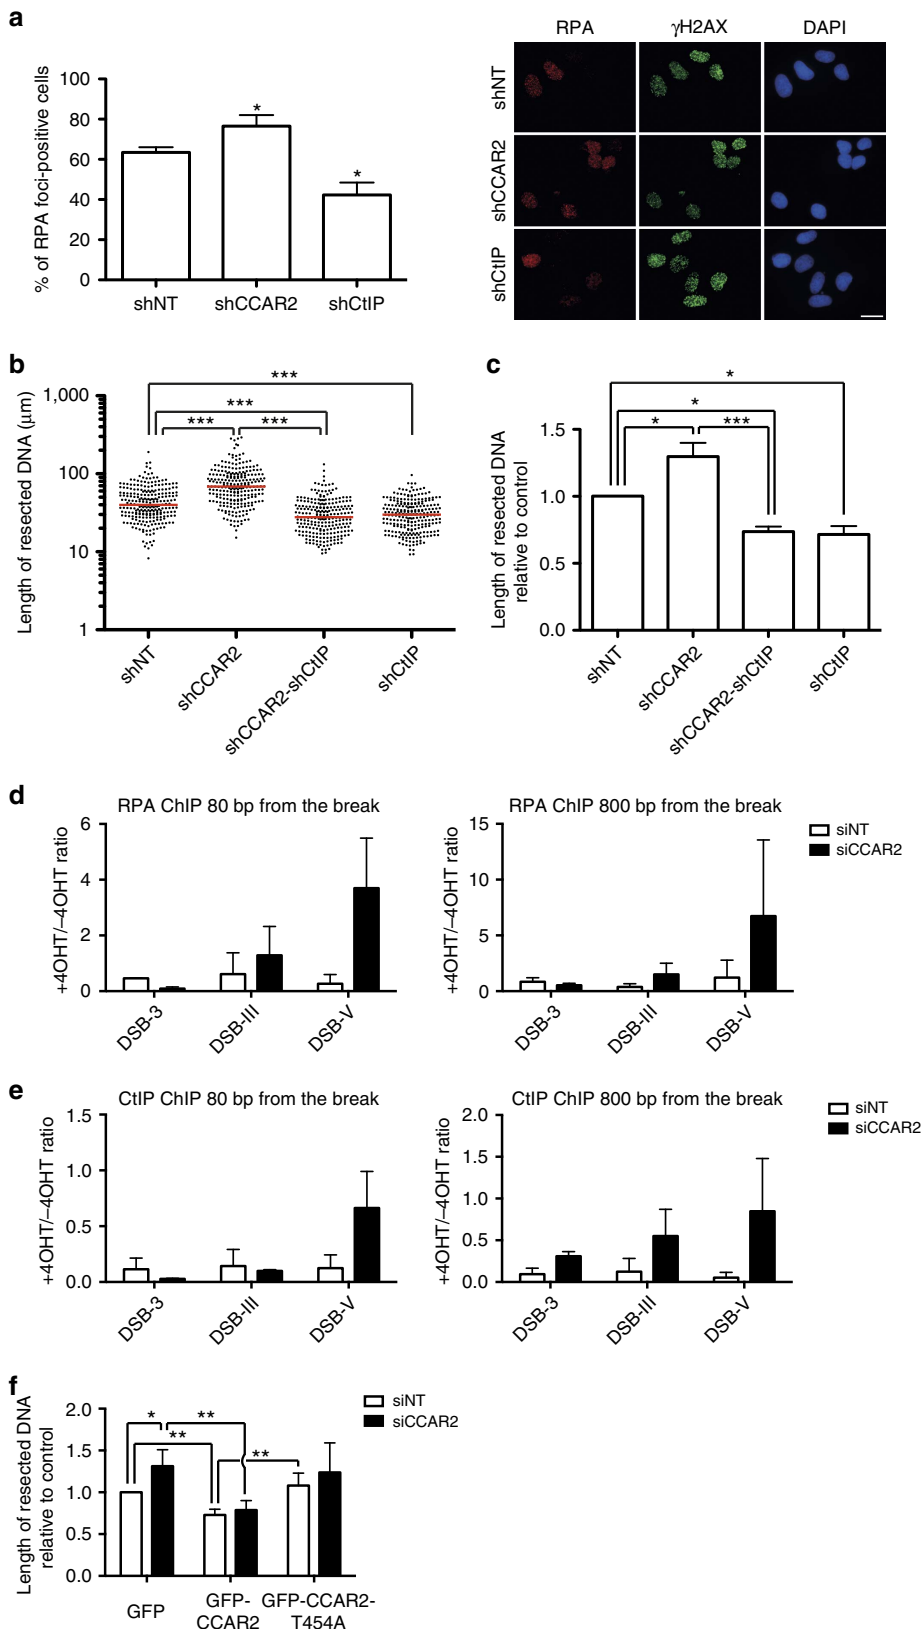 a
RPA γH2AX DAPI
% of RPA foci-positive cells
100
80
60
40
20
0
*
*
shNT shCCAR2 shCtIP
shNT
shCCAR2
shCtIP
b
Length of resected DNA (μm)
1,000
100
10
1
***
***
*** ***
shNT
shCCAR2
shCCAR2-shCtIP
shCtIP
c
Length of resected DNA
relative to control
1.5
1.0
0.5
0.0
*
*
* ***
shNT
shCCAR2
shCCAR2-shCtIP
shCtIP
d
RPA ChIP 80 bp from the break
+4OHT/–4OHT ratio
6
4
2
0
DSB-3
DSB-III
DSB-V
RPA ChIP 800 bp from the break
+4OHT/–4OHT ratio
15
10
5
0
DSB-3
DSB-III
DSB-V
siNT
siCCAR2
e
CtIP ChIP 80 bp from the break
+4OHT/–4OHT ratio
1.5
1.0
0.5
0.0
DSB-3
DSB-III
DSB-V
CtIP ChIP 800 bp from the break
+4OHT/–4OHT ratio
2.0
1.5
1.0
0.5
0.0
DSB-3
DSB-III
DSB-V
siNT
siCCAR2
f
Length of resected DNA
relative to control
2.0
1.5
1.0
0.5
0.0
* **
**
**
siNT
siCCAR2
GFP
GFP-
CCAR2
GFP-CCAR2-
T454A